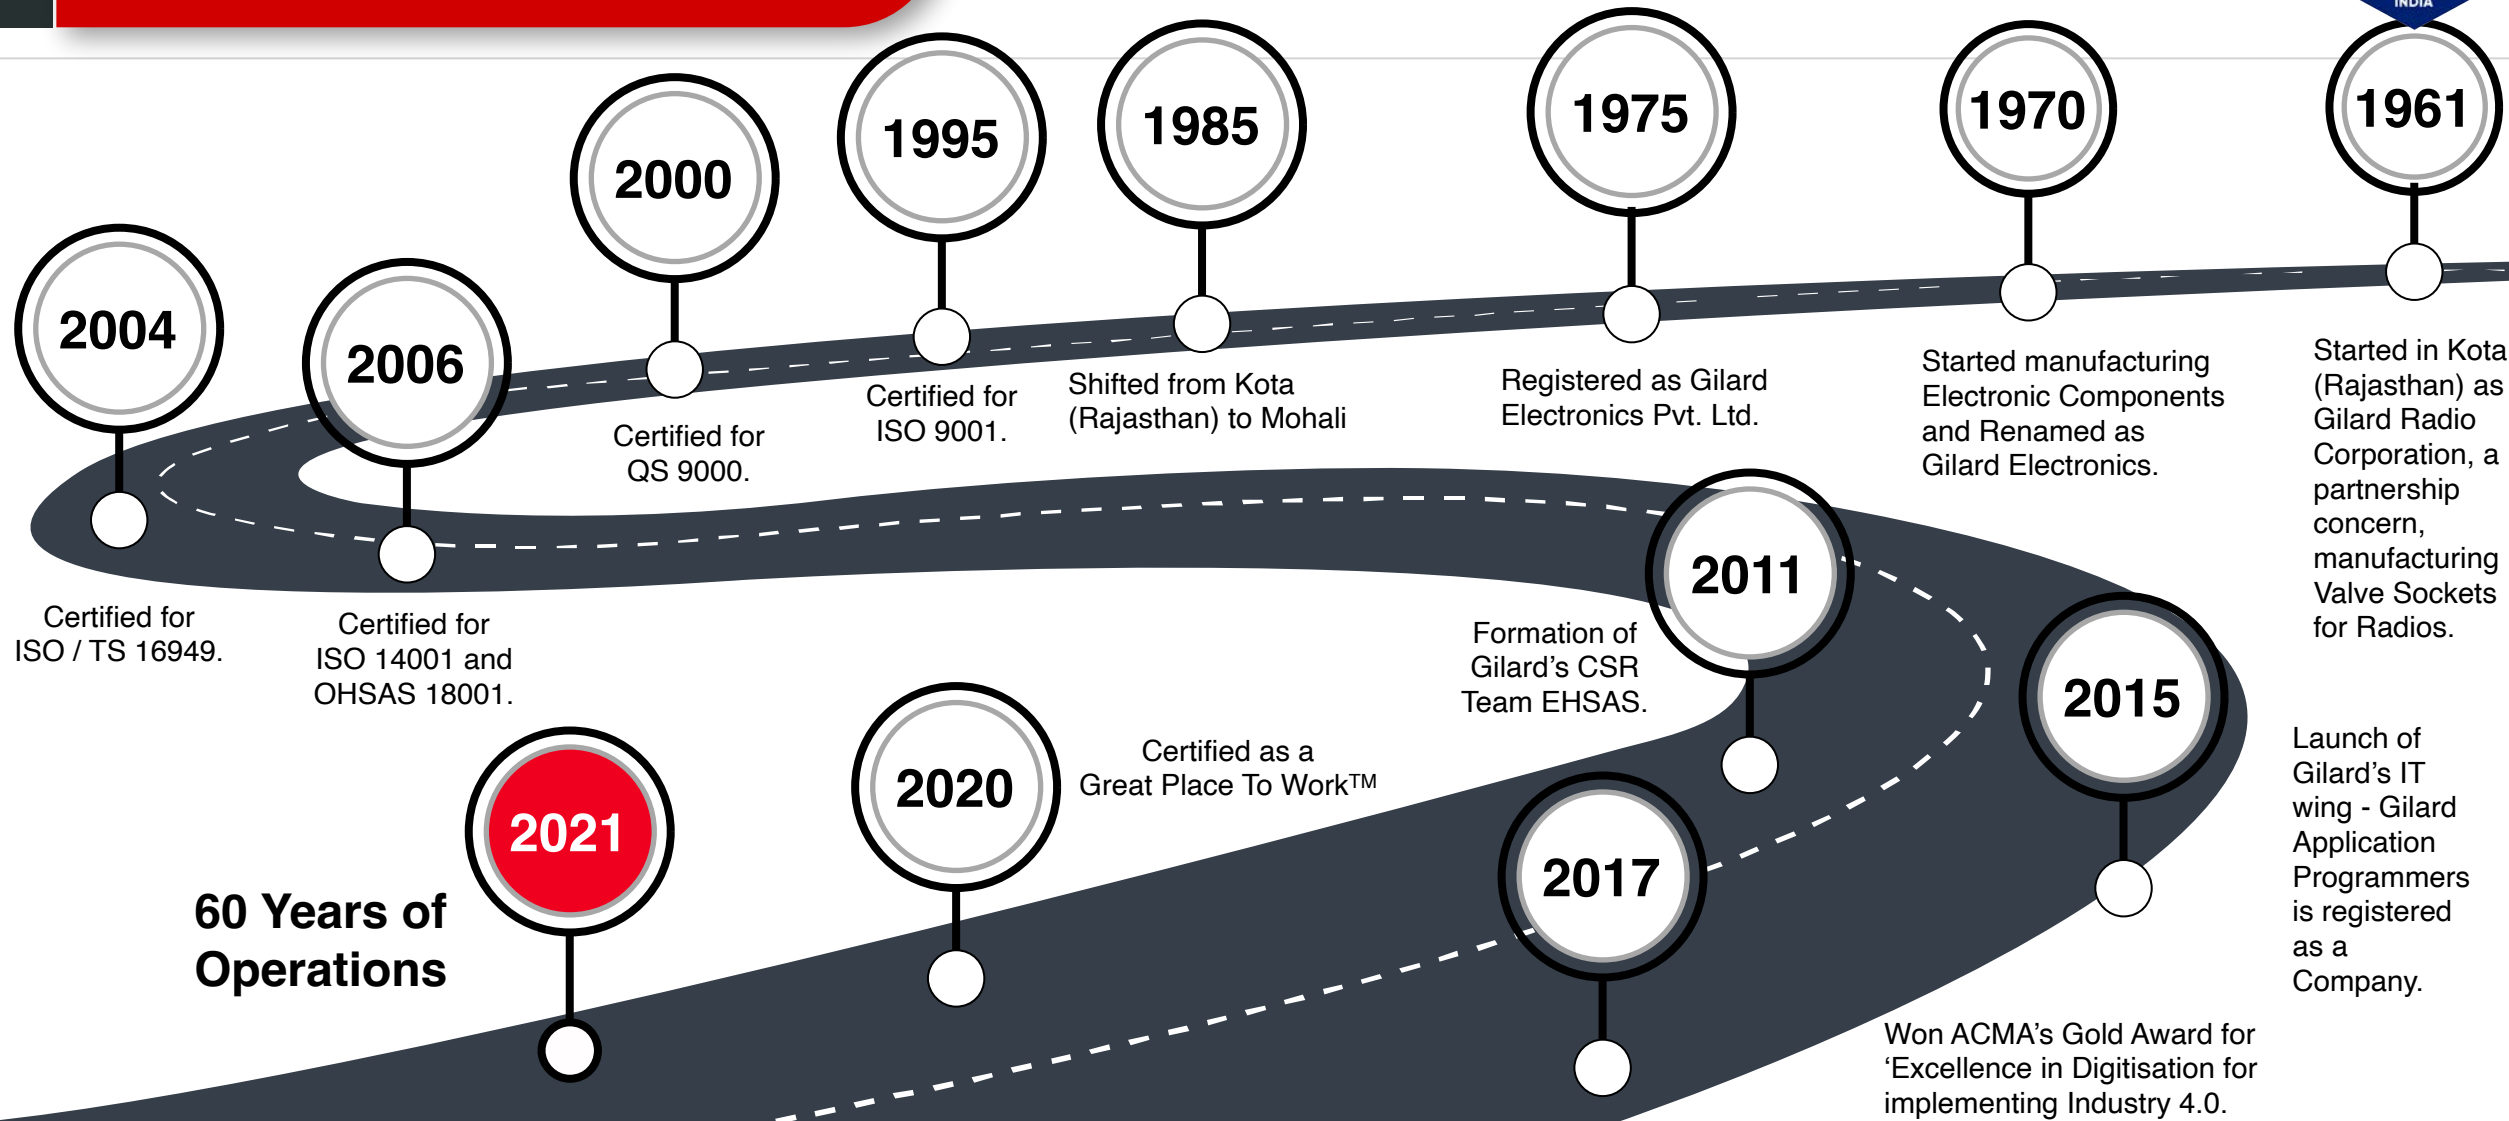 INDIA
1961
Started in Kota
(Rajasthan) as
Gilard Radio
Corporation, a
partnership
concern,
manufacturing
Valve Sockets
for Radios.
1970
Started manufacturing
Electronic Components
and Renamed as
Gilard Electronics.
1975
Registered as Gilard
Electronics Pvt. Ltd.
1985
Shifted from Kota
(Rajasthan) to Mohali
1995
Certified for
ISO 9001.
2000
Certified for
QS 9000.
2004
Certified for
ISO / TS 16949.
2006
Certified for
ISO 14001 and
OHSAS 18001.
2011
Formation of
Gilard’s CSR
Team EHSAS.
2015
Launch of
Gilard’s IT
wing - Gilard
Application
Programmers
is registered
as a
Company.
2017
Won ACMA’s Gold Award for
‘Excellence in Digitisation for
implementing Industry 4.0.
2020
Certified as a
Great Place To Work™
2021
60 Years of
Operations